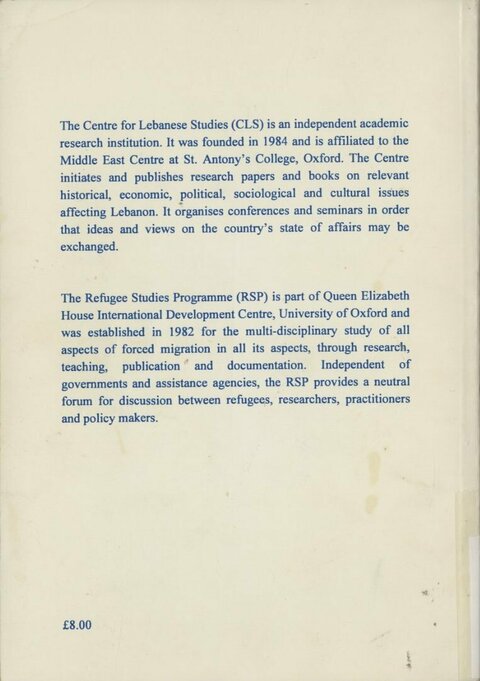 The Centre for Lebanese Studies (CLS) is an independent academic
research institution. It was founded in 1984 and is affiliated to the
Middle East Centre at St. Antony's College, Oxford. The Centre
initiates and publishes research papers and books on relevant
historical, economic, political, sociological and cultural issues
affecting Lebanon. It organises conferences and seminars in order
that ideas and views on the country's state of affairs may be
exchanged.
The Refugee Studies Programme (RSP) is part of Queen Elizabeth
House International Development Centre, University of Oxford and
was established in 1982 for the multi-disciplinary study of all
aspects of forced migration in all its aspects, through research,
teaching, publication and documentation. Independent of
governments and assistance agencies, the RSP provides a neutral
forum for discussion between refugees, researchers, practitioners
and policy makers.
£8.00